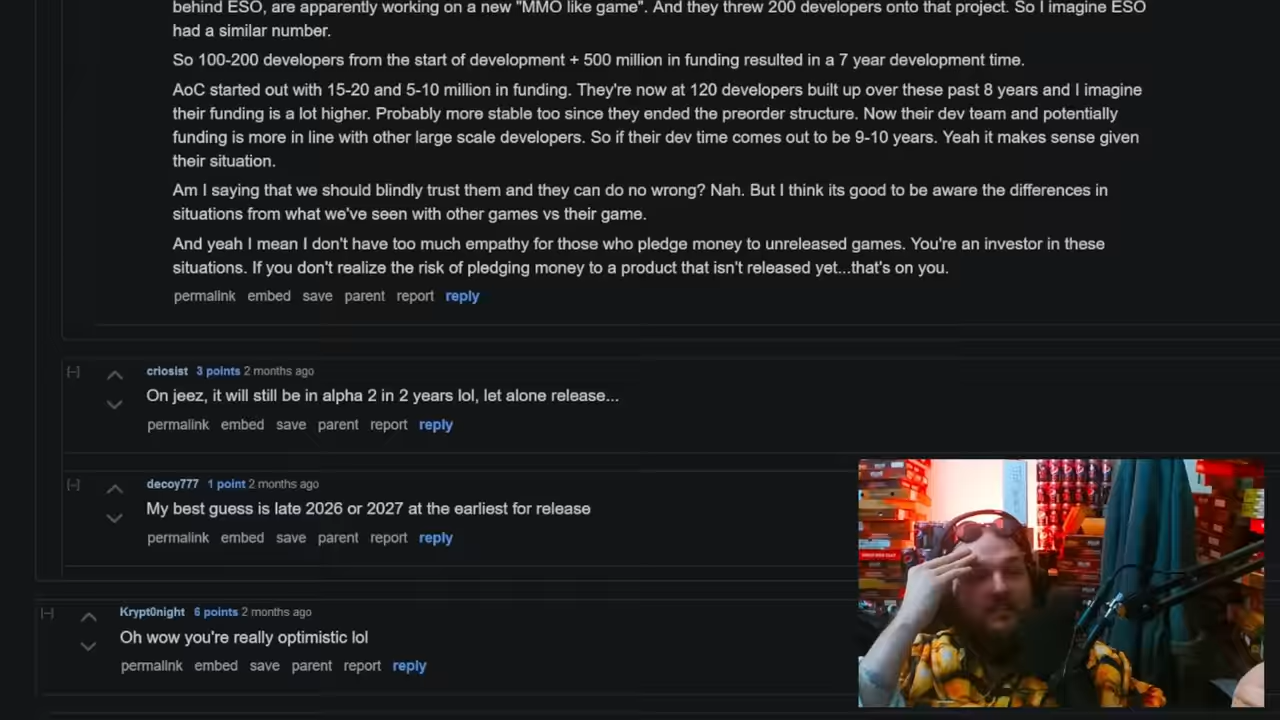 behind ESO, are apparently working on a new "MMO like game". And they threw 200 developers onto that project. So I imagine ESO
had a similar number.
So 100-200 developers from the start of development + 500 million in funding resulted in a 7 year development time.
AoC started out with 15-20 and 5-10 million in funding. They're now at 120 developers built up over these past 8 years and I imagine
their funding is a lot higher. Probably more stable too since they ended the preorder structure. Now their dev team and potentially
funding is more in line with other large scale developers. So if their dev time comes out to be 9-10 years. Yeah it makes sense given
their situation.
Am I saying that we should blindly trust them and they can do no wrong? Nah. But I think its good to be aware the differences in
situations from what we've seen with other games vs their game.
And yeah I mean I don't have too much empathy for those who pledge money to unreleased games. You're an investor in these
situations. If you don't realize the risk of pledging money to a product that isn't released yet...that's on you.
permalink embed save parent report reply
[–] criosist 3 points 2 months ago
On jeez, it will still be in alpha 2 in 2 years lol, let alone release...
permalink embed save parent report reply
[–] decoy777 1 point 2 months ago
My best guess is late 2026 or 2027 at the earliest for release
permalink embed save parent report reply
[–] Krypt0night 6 points 2 months ago
Oh wow you're really optimistic lol
permalink embed save parent report reply